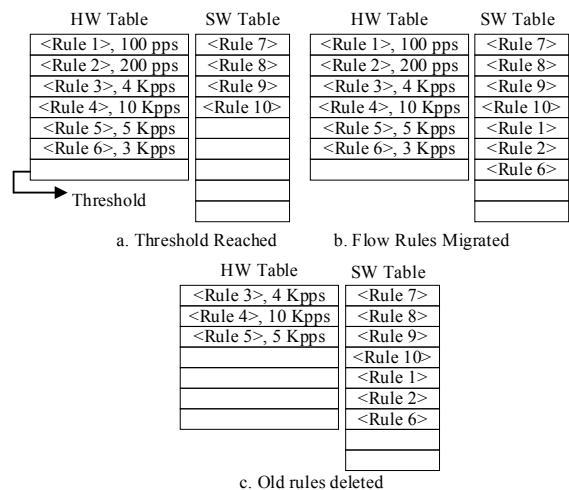 HW Table SW Table HW Table SW Table
<Rule 1>, 100 pps <Rule 7> <Rule 1>, 100 pps <Rule 7>
<Rule 2>, 200 pps <Rule 8> <Rule 2>, 200 pps <Rule 8>
<Rule 3>, 4 Kpps <Rule 9> <Rule 3>, 4 Kpps <Rule 9>
<Rule 4>, 10 Kpps <Rule 10> <Rule 4>, 10 Kpps <Rule 10>
<Rule 5>, 5 Kpps <Rule 5>, 5 Kpps <Rule 1>
<Rule 6>, 3 Kpps <Rule 6>, 3 Kpps <Rule 2>
<Rule 6>
Threshold
a. Threshold Reached b. Flow Rules Migrated
HW Table SW Table
<Rule 3>, 4 Kpps <Rule 7>
<Rule 4>, 10 Kpps <Rule 8>
<Rule 5>, 5 Kpps <Rule 9>
<Rule 10>
<Rule 1>
<Rule 2>
<Rule 6>
c. Old rules deleted